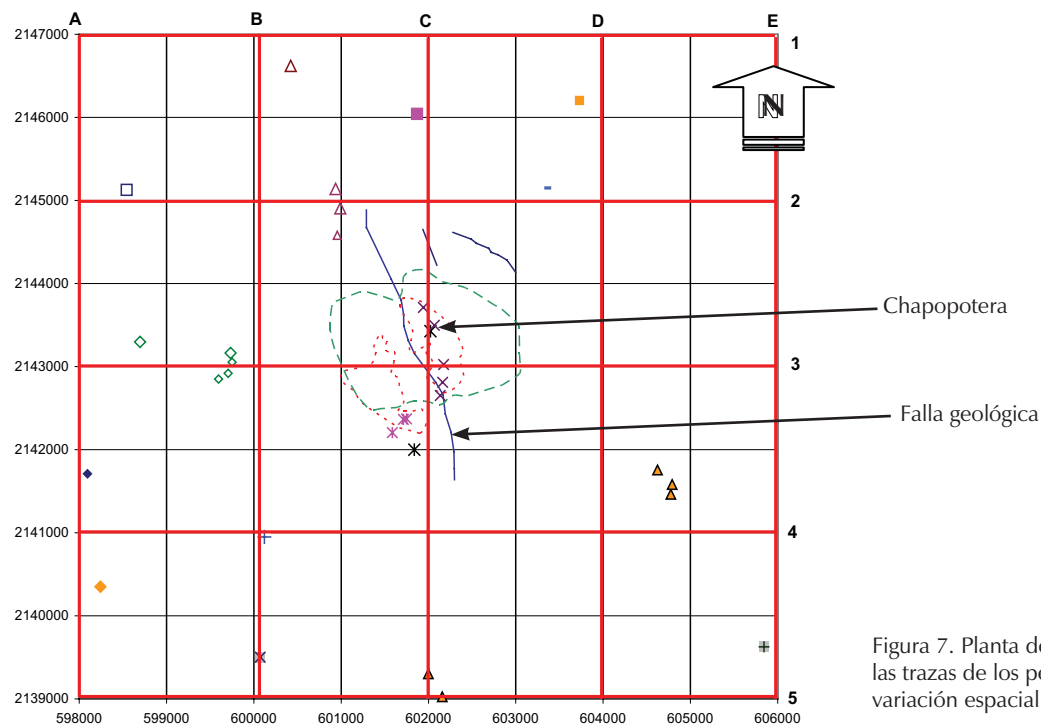 A B C D E
2147000
1
N
2146000
2145000
2
2144000
Chapopotera
2143000
3
Falla geológica
2142000
2141000
4
2140000
Figura 7. Planta de
las trazas de los pe
variación espacial
2139000
5
598000 599000 600000 601000 602000 603000 604000 605000 606000